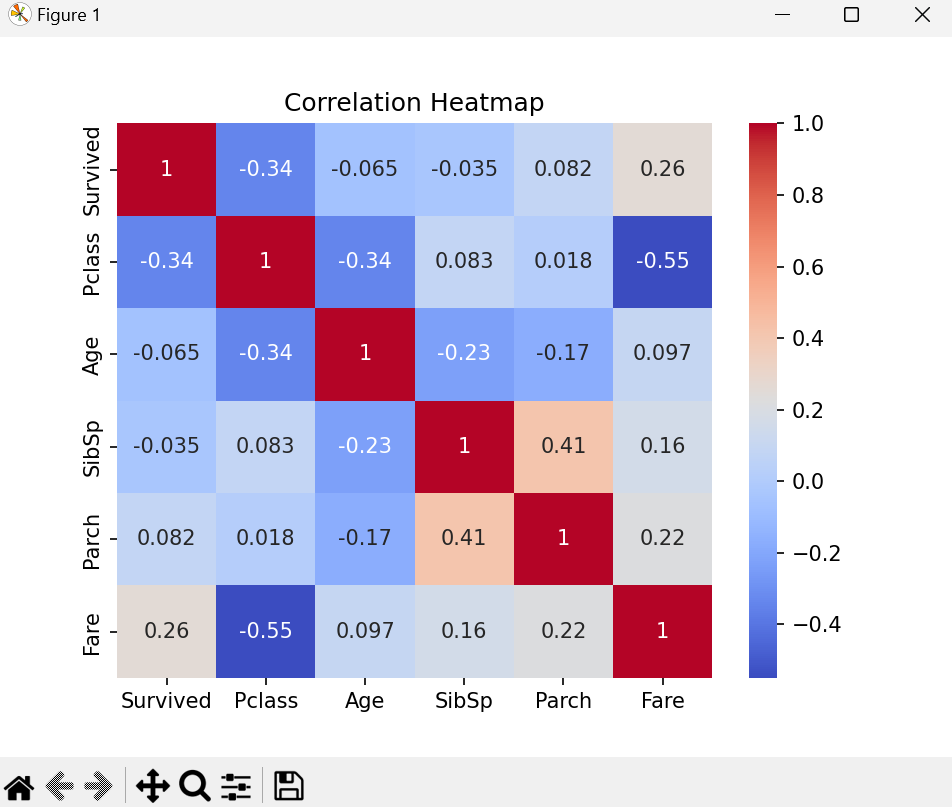 Figure 1
Correlation Heatmap
Survived 1 -0.34 -0.065 -0.035 0.082 0.26
Pclass -0.34 1 -0.34 0.083 0.018 -0.55
Age -0.065 -0.34 1 -0.23 -0.17 0.097
SibSp -0.035 0.083 -0.23 1 0.41 0.16
Parch 0.082 0.018 -0.17 0.41 1 0.22
Fare 0.26 -0.55 0.097 0.16 0.22 1
Survived Pclass Age SibSp Parch Fare
1.0
0.8
0.6
0.4
0.2
0.0
−0.2
−0.4